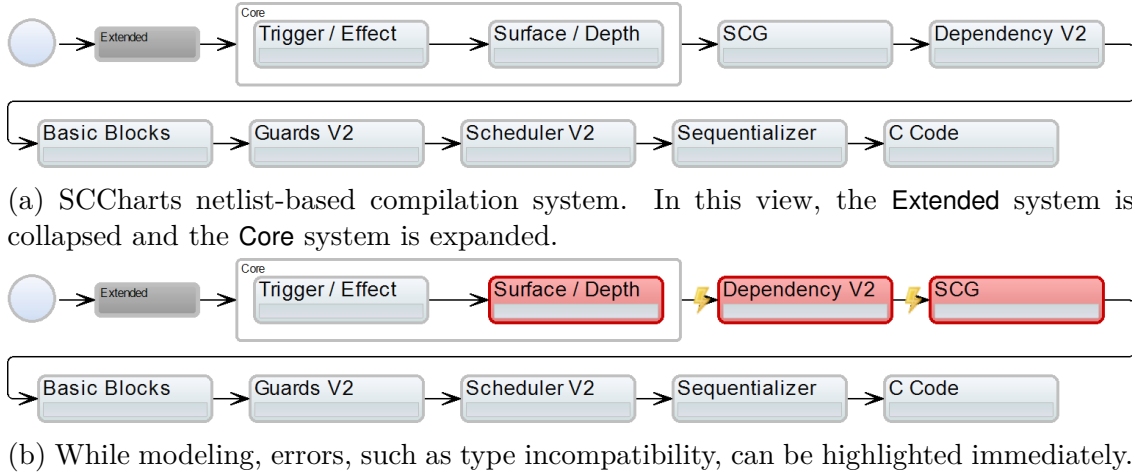 Core
Extended
Trigger / Effect
Surface / Depth
SCG
Dependency V2
Basic Blocks
Guards V2
Scheduler V2
Sequentializer
C Code
(a) SCCharts netlist-based compilation system. In this view, the Extended system is
collapsed and the Core system is expanded.
Core
Extended
Trigger / Effect
Surface / Depth
Dependency V2
SCG
Basic Blocks
Guards V2
Scheduler V2
Sequentializer
C Code
(b) While modeling, errors, such as type incompatibility, can be highlighted immediately.